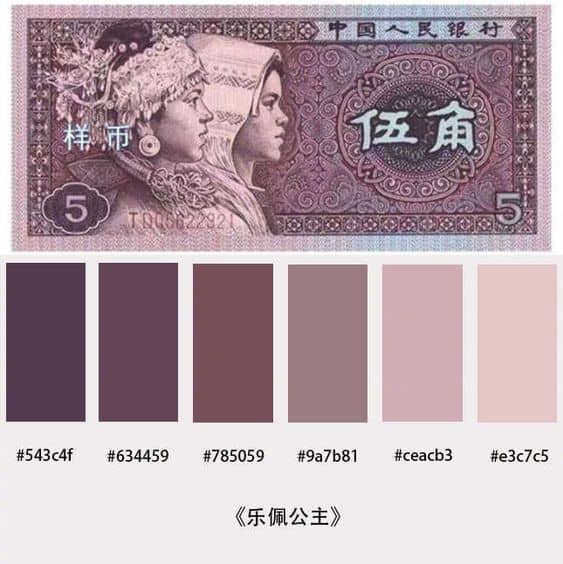 中国人民银行
伍角
样币
5
5
#543c4f
#634459
#785059
#9a7b81
#ceacb3
#e3c7c5
《乐佩公主》